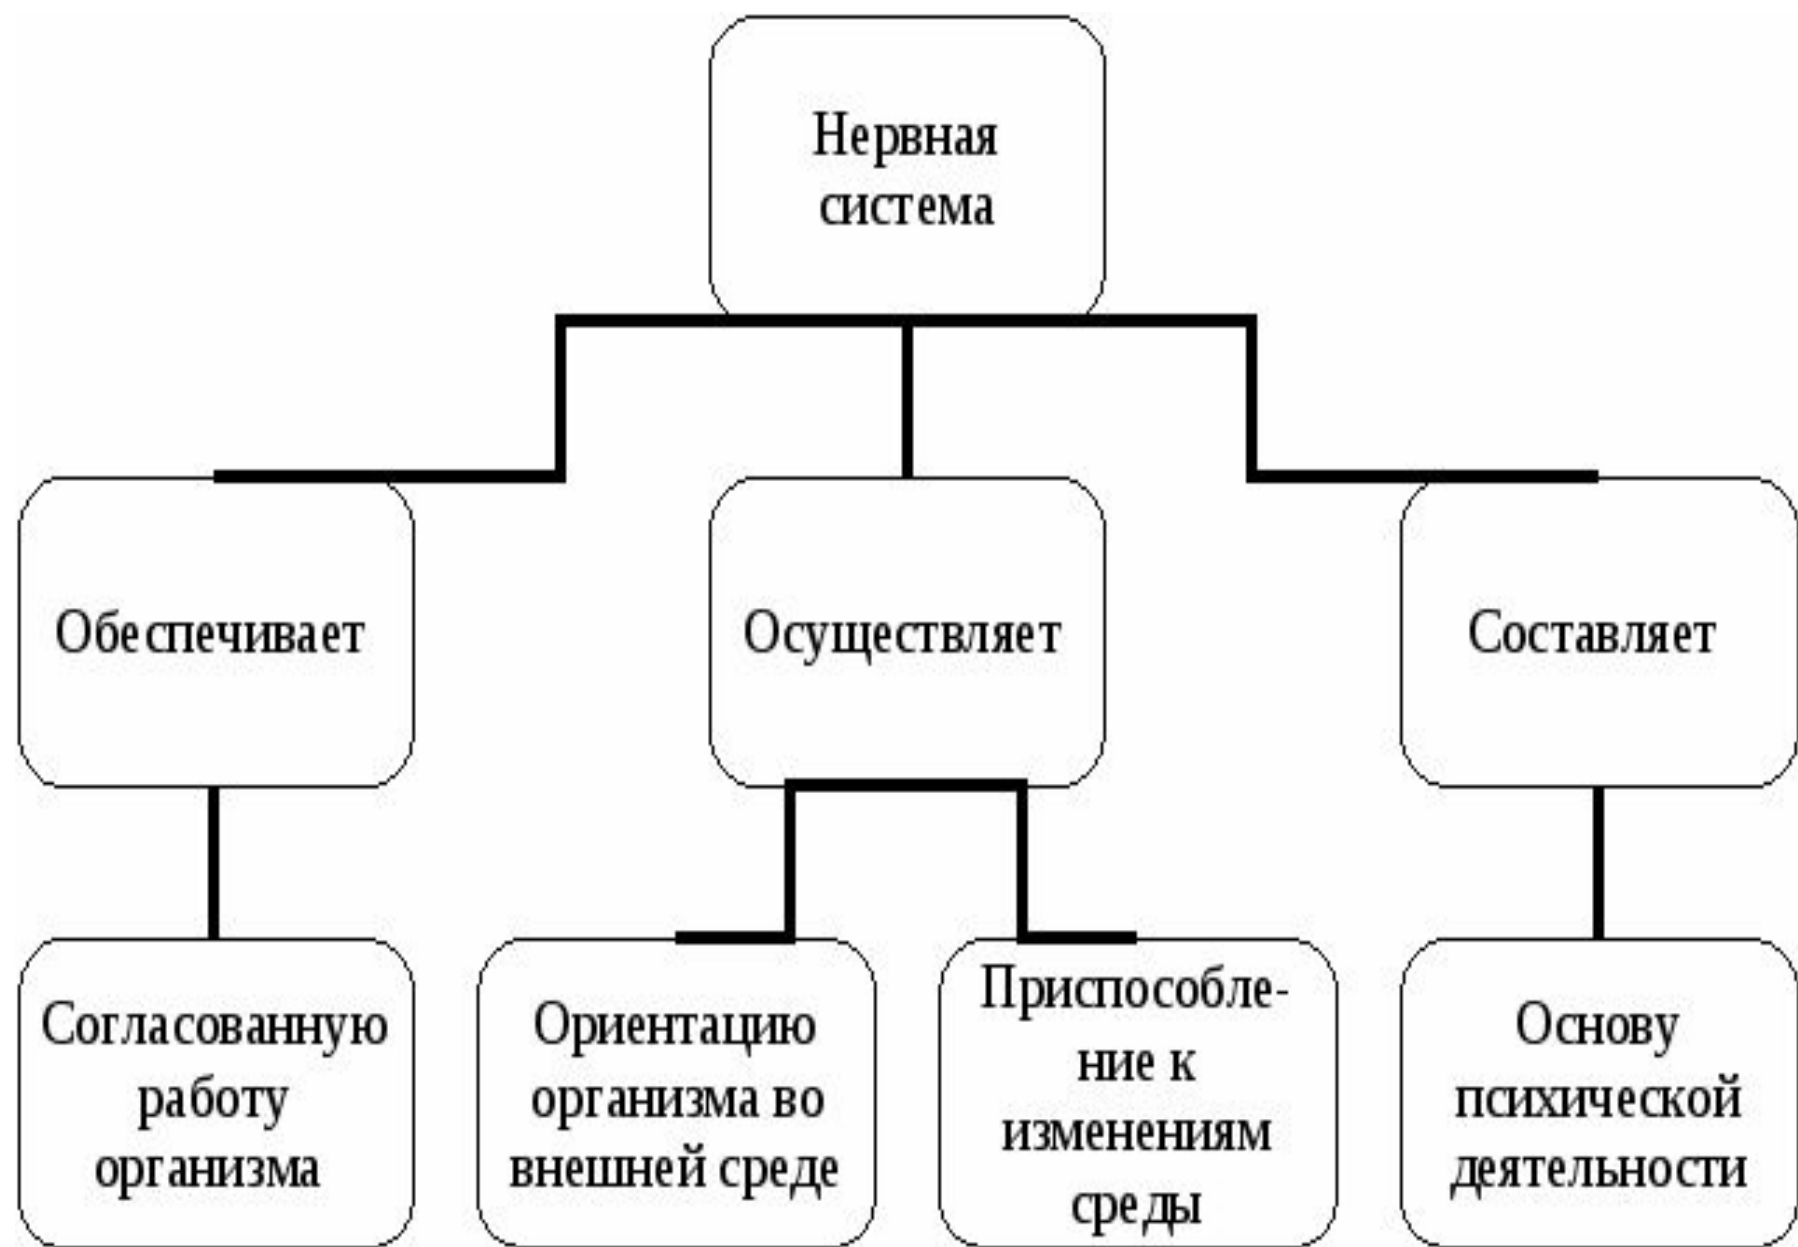 Нервная
система
Обеспечивает
Осуществляет
Составляет
Согласованную
работу
организма
Ориентацию
организма во
внешней среде
Приспособле-
ние к
изменениям
среды
Основу
психической
деятельности